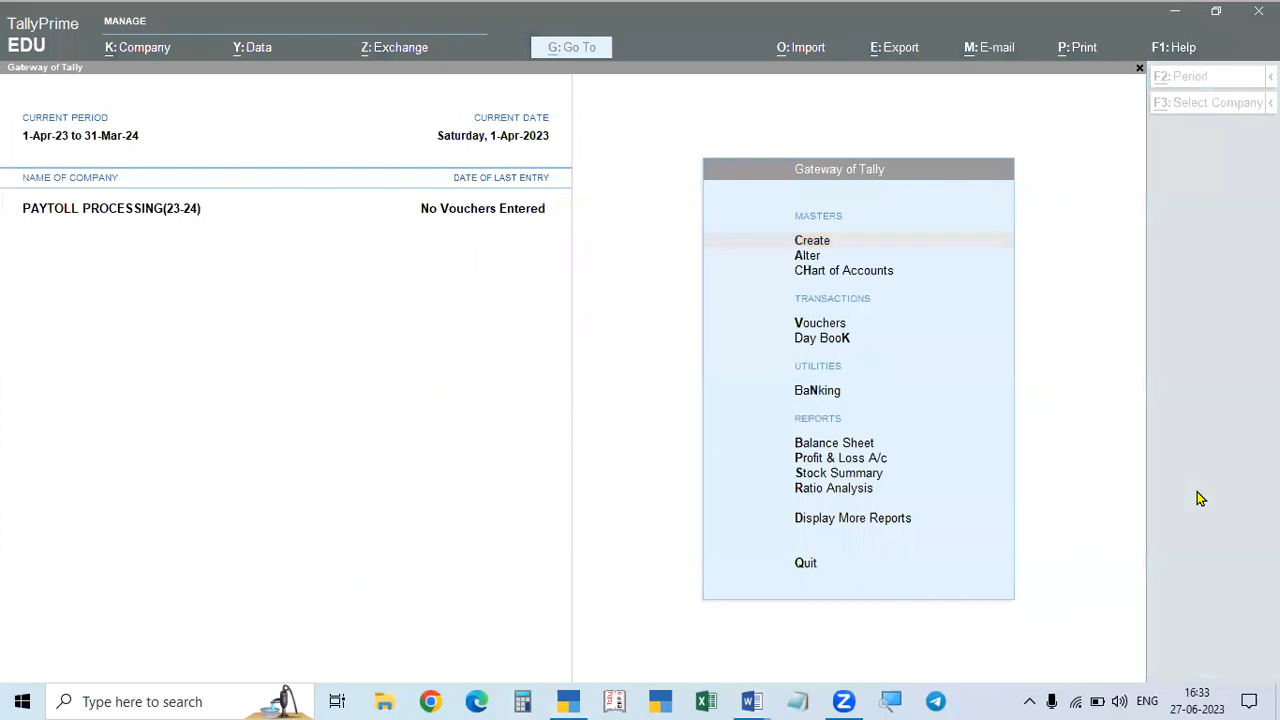 TallyPrime
EDU
MANAGE
K: Company
Y: Data
Z: Exchange
G: Go To
O: Import
E: Export
M: E-mail
P: Print
F1: Help
Gateway of Tally
F2: Period
F3: Select Company
CURRENT PERIOD
1-Apr-23 to 31-Mar-24
CURRENT DATE
Saturday, 1-Apr-2023
NAME OF COMPANY
DATE OF LAST ENTRY
PAYTOLL PROCESSING(23-24)
No Vouchers Entered
Gateway of Tally
MASTERS
Create
Alter
CHart of Accounts
TRANSACTIONS
Vouchers
Day BooK
UTILITIES
BaNking
REPORTS
Balance Sheet
Profit & Loss A/c
Stock Summary
Ratio Analysis
Display More Reports
Quit
Type here to search
ENG
16:33
27-06-2023